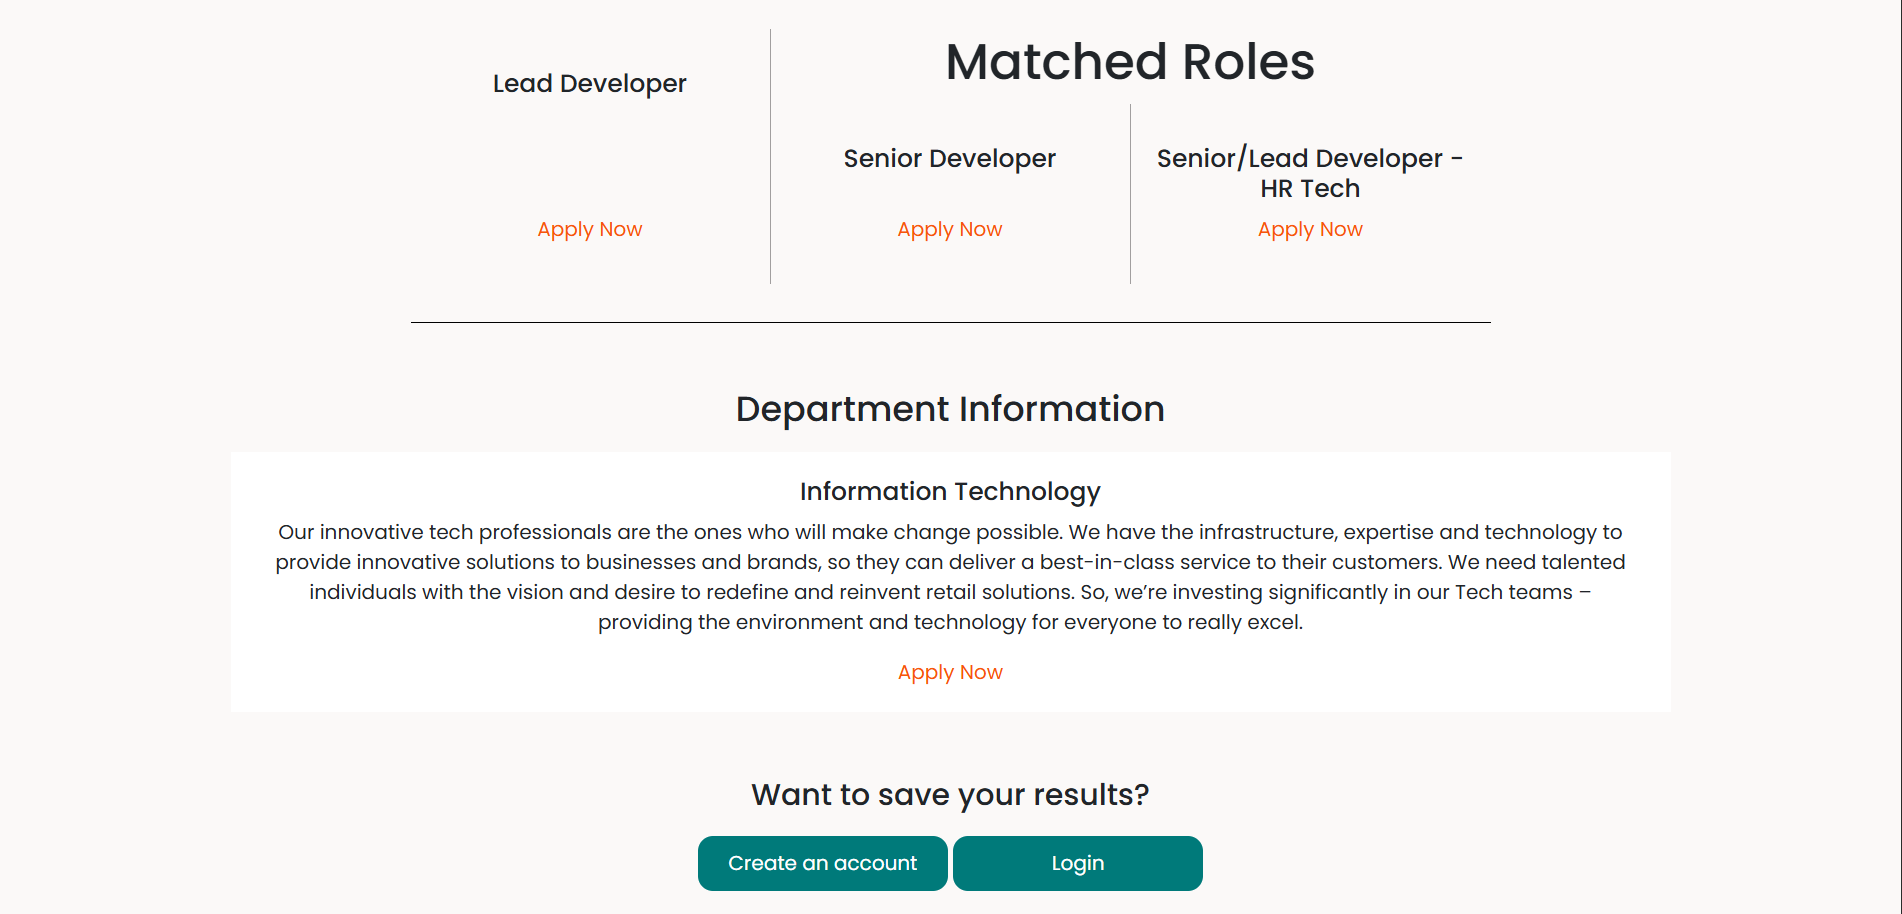 Matched Roles
Lead Developer
Apply Now
Senior Developer
Apply Now
Senior/Lead Developer -
HR Tech
Apply Now
Department Information
Information Technology
Our innovative tech professionals are the ones who will make change possible. We have the infrastructure, expertise and technology to
provide innovative solutions to businesses and brands, so they can deliver a best-in-class service to their customers. We need talented
individuals with the vision and desire to redefine and reinvent retail solutions. So, we’re investing significantly in our Tech teams –
providing the environment and technology for everyone to really excel.
Apply Now
Want to save your results?
Create an account
Login